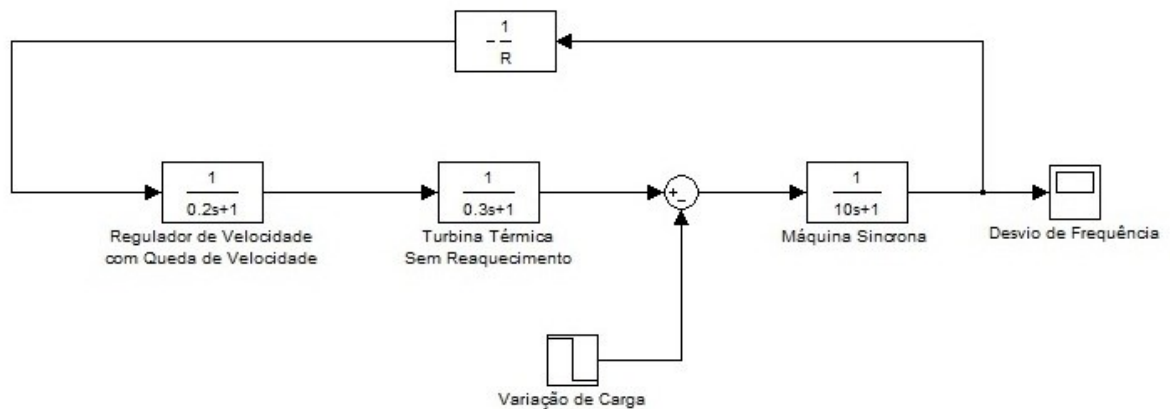 - 1
R
1
0.2s+1
Regulador de Velocidade
com Queda de Velocidade
1
0.3s+1
Turbina Térmica
Sem Reaquecimento
+
-
1
10s+1
Máquina Sincrona
Desvio de Frequência
Variação de Carga